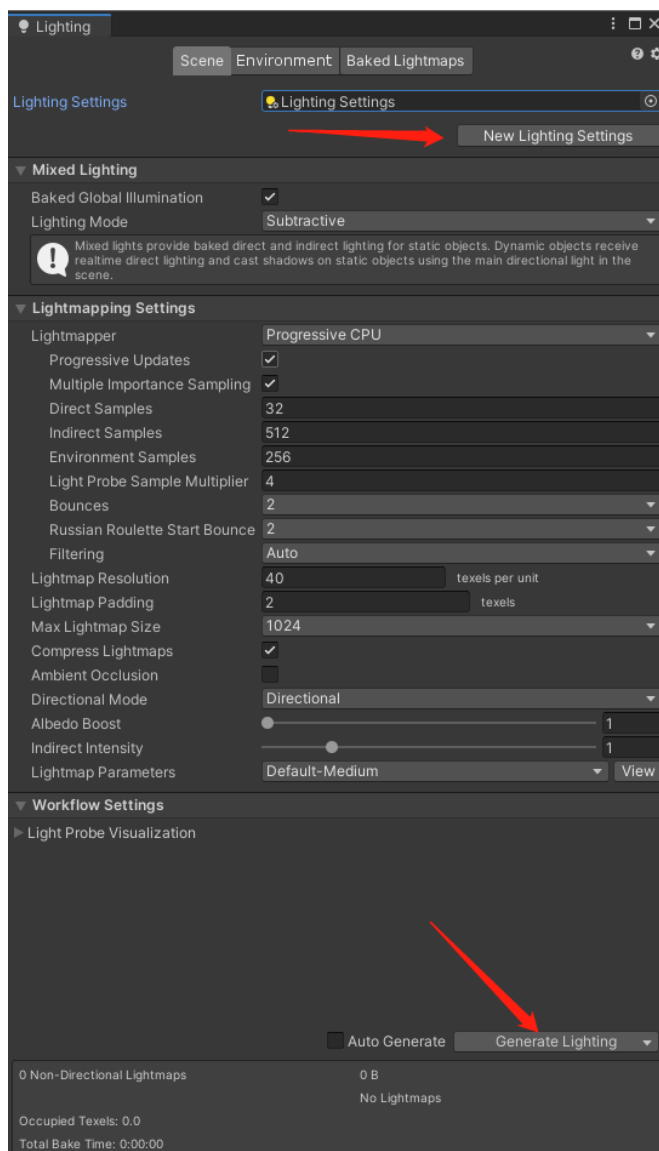 Lighting
Scene Environment Baked Lightmaps
Lighting Settings Lighting Settings
New Lighting Settings
Mixed Lighting
Baked Global Illumination
Lighting Mode Subtractive
Mixed lights provide baked direct and indirect lighting for static objects. Dynamic objects receive
realtime direct lighting and cast shadows on static objects using the main directional light in the
scene.
Lightmapping Settings
Lightmapper Progressive CPU
Progressive Updates
Multiple Importance Sampling
Direct Samples 32
Indirect Samples 512
Environment Samples 256
Light Probe Sample Multiplier 4
Bounces 2
Russian Roulette Start Bounce 2
Filtering Auto
Lightmap Resolution 40 texels per unit
Lightmap Padding 2 texels
Max Lightmap Size 1024
Compress Lightmaps
Ambient Occlusion
Directional Mode Directional
Albedo Boost 1
Indirect Intensity 1
Lightmap Parameters Default-Medium View
Workflow Settings
Light Probe Visualization
Auto Generate Generate Lighting
0 Non-Directional Lightmaps 0 B
No Lightmaps
Occupied Texels: 0.0
Total Bake Time: 0:00:00